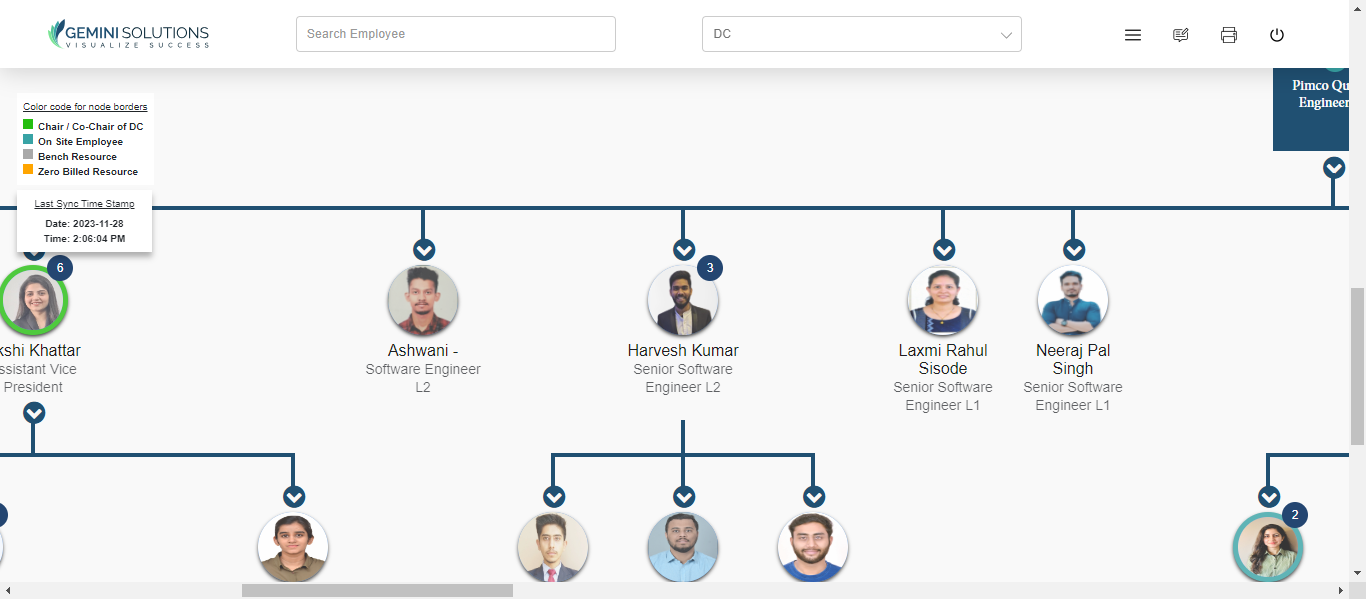 GEMINI SOLUTIONS
VISUALIZE SUCCESS
Search Employee
DC
Pimco Qu
Engineer
Color code for node borders
Chair / Co-Chair of DC
On Site Employee
Bench Resource
Zero Billed Resource
Last Sync Time Stamp
Date: 2023-11-28
Time: 2:06:04 PM
6
3
kshi Khattar
ssistant Vice
President
Ashwani -
Software Engineer
L2
Harvesh Kumar
Senior Software
Engineer L2
Laxmi Rahul
Sisode
Senior Software
Engineer L1
Neeraj Pal
Singh
Senior Software
Engineer L1
2